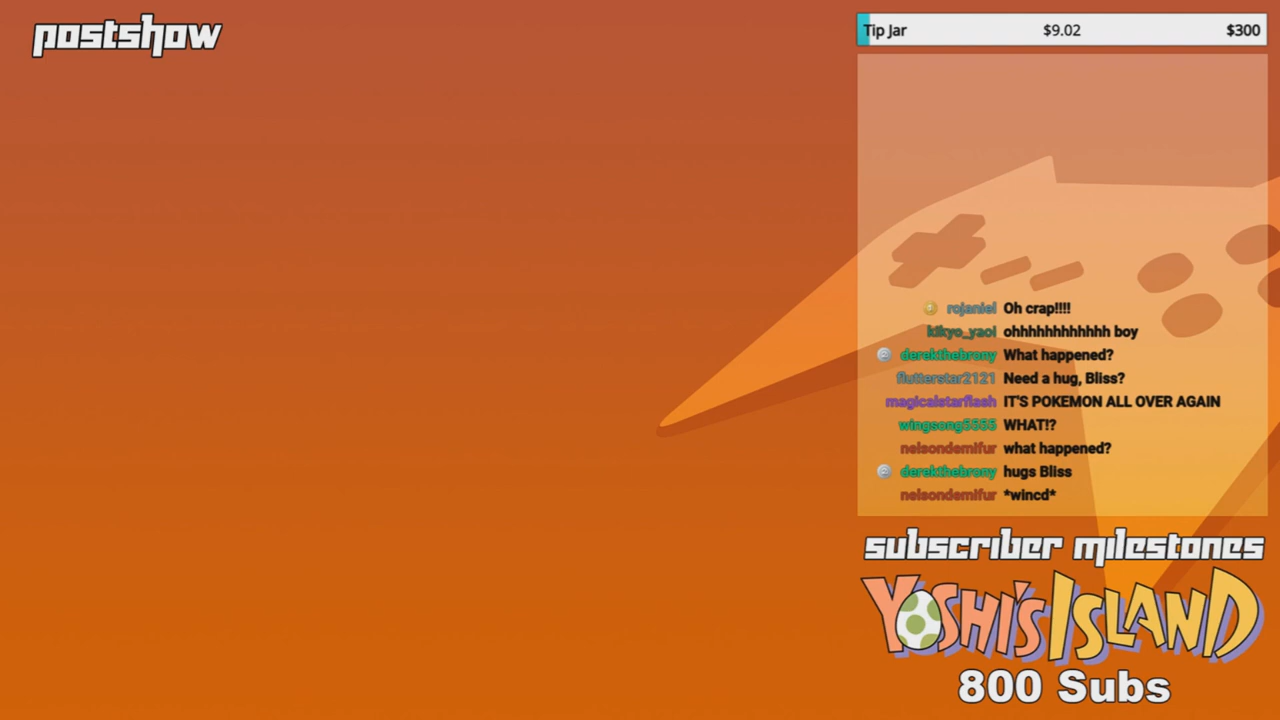 postshow
Tip Jar $9.02 $300
rojaniel Oh crap!!!!
kikyo_yaoi ohhhhhhhhhhhh boy
derekthebrony What happened?
flutterstar2121 Need a hug, Bliss?
magicalstarflash IT'S POKEMON ALL OVER AGAIN
wingsong5555 WHAT!?
nelsondemifur what happened?
derekthebrony hugs Bliss
nelsondemifur *wincd*
subscriber milestones
YOSHI'S ISLAND
800 Subs